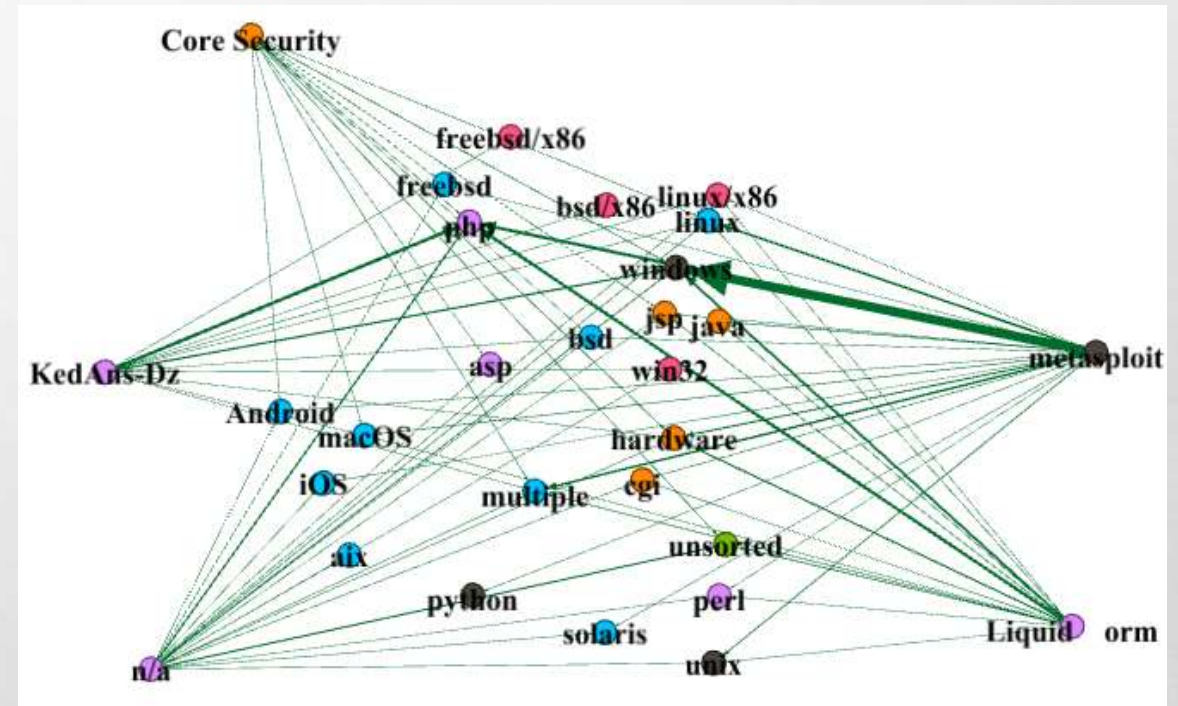 Core Security
freebsd/x86
freebsd
bsd/x86
linux/x86
php
linux
windows
jsp
java
bsd
metasploit
KedAns-Dz
asp
win32
Android
macOS
hardware
iOS
multiple
cgi
unsorted
aix
python
perl
solaris
Liquid orm
n/a
unix